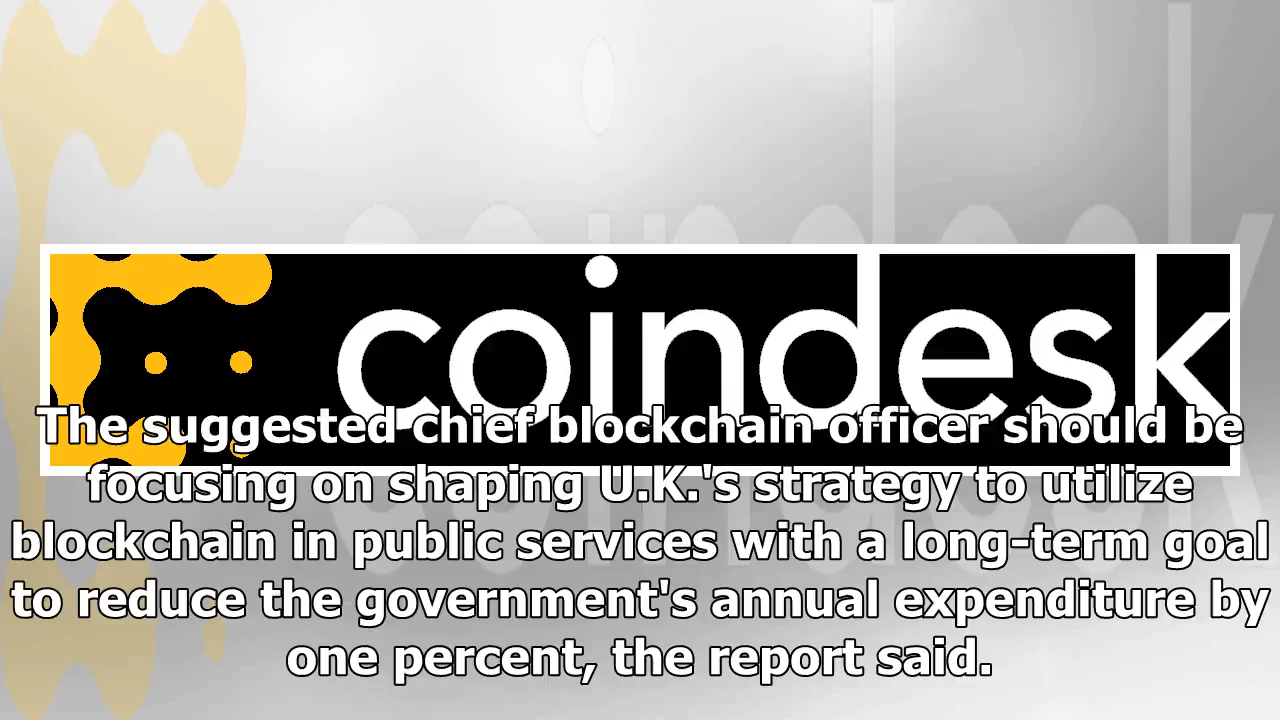 coindesk
The suggested chief blockchain officer should be
focusing on shaping U.K.'s strategy to utilize
blockchain in public services with a long-term goal
to reduce the government's annual expenditure by
one percent, the report said.